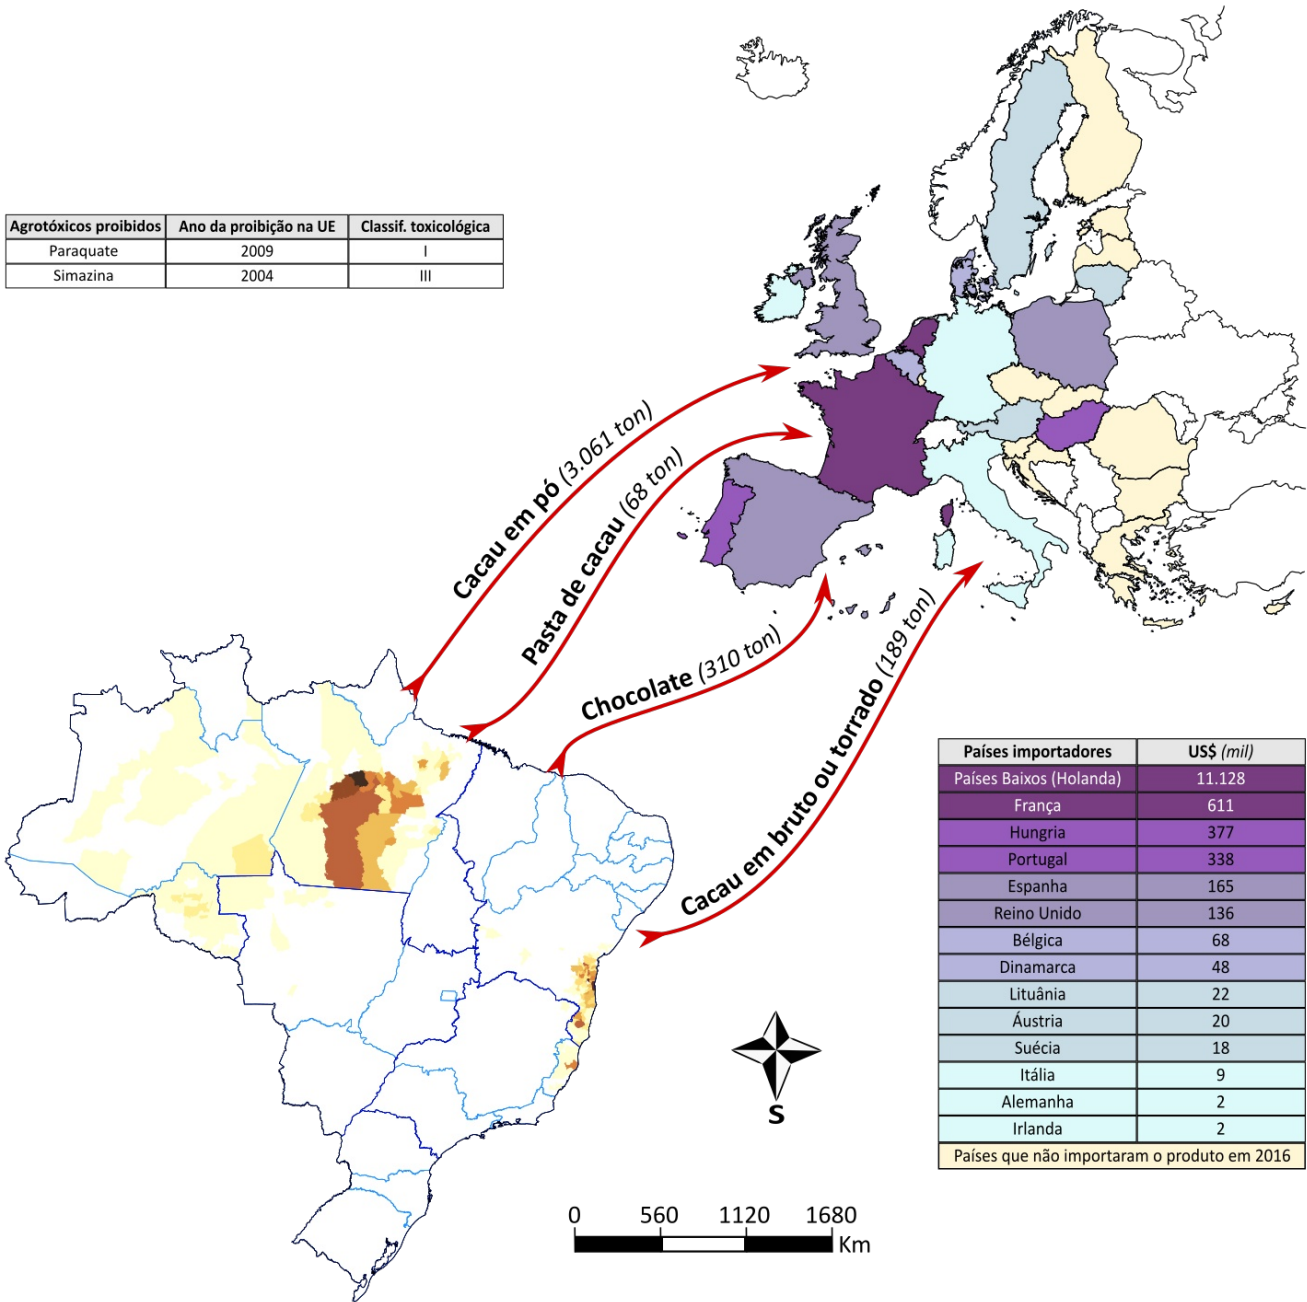 Agrotóxicos proibidos Ano da proibição na UE Classif. toxicológica
Paraquate 2009 I
Simazina 2004 III
Cacau em pó (3.061 ton)
Pasta de cacau (68 ton)
Chocolate (310 ton)
Cacau em bruto ou torrado (189 ton)
Países importadores US$ (mil)
Países Baixos (Holanda) 11.128
França 611
Hungria 377
Portugal 338
Espanha 165
Reino Unido 136
Bélgica 68
Dinamarca 48
Lituânia 22
Áustria 20
Suécia 18
Itália 9
Alemanha 2
Irlanda 2
Países que não importaram o produto em 2016
S
0 560 1120 1680
Km